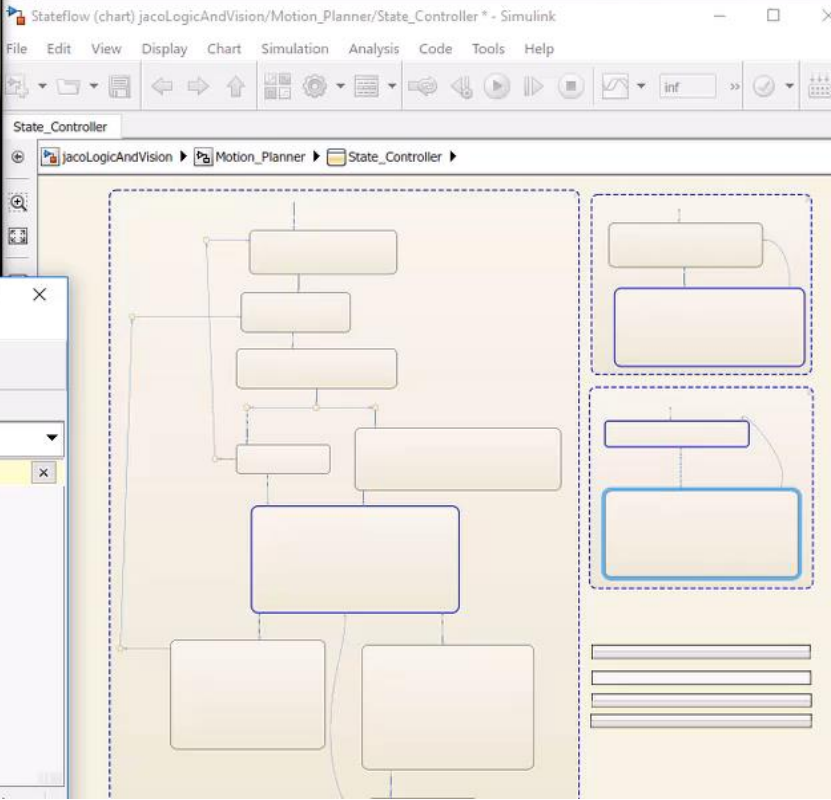 Stateflow (chart) jacoLogicAndVision/Motion_Planner/State_Controller * - Simulink
File Edit View Display Chart Simulation Analysis Code Tools Help
inf
State_Controller
jacoLogicAndVision Motion_Planner State_Controller